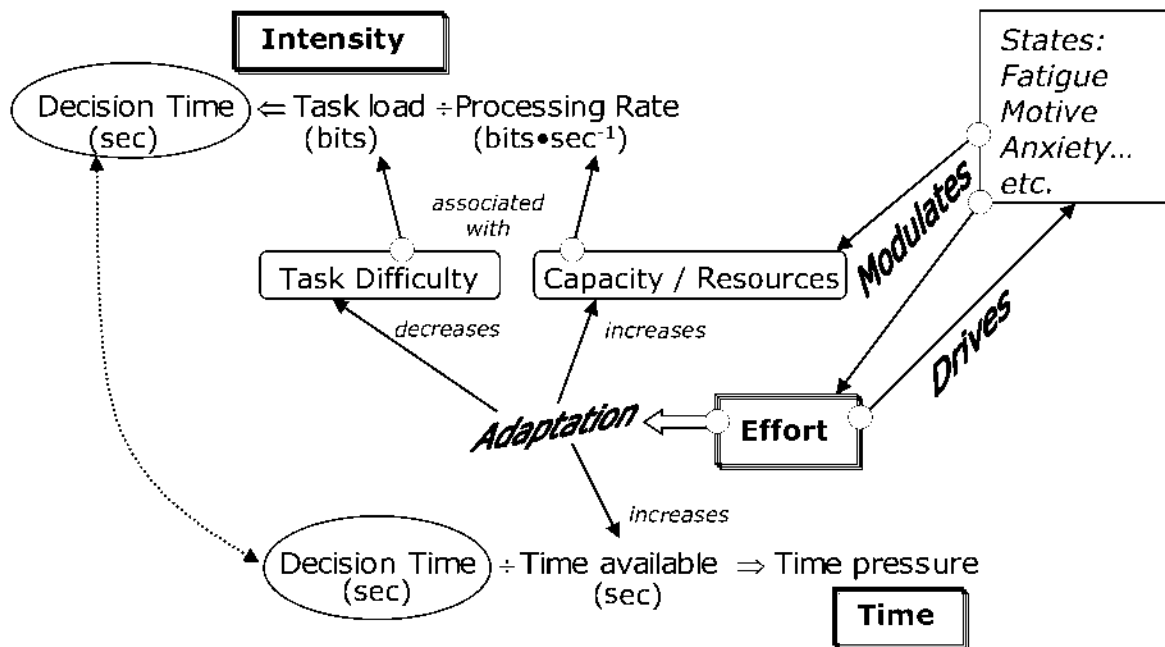 Intensity
States:
Fatigue
Motive
Anxiety...
etc.
Decision Time ⇐ Task load ÷ Processing Rate
(sec) (bits) (bits•sec⁻¹)
associated
with
Modulates
Task Difficulty
Capacity / Resources
decreases
increases
Drives
Adaptation
Effort
increases
Decision Time ÷ Time available ⇒ Time pressure
(sec) (sec)
Time